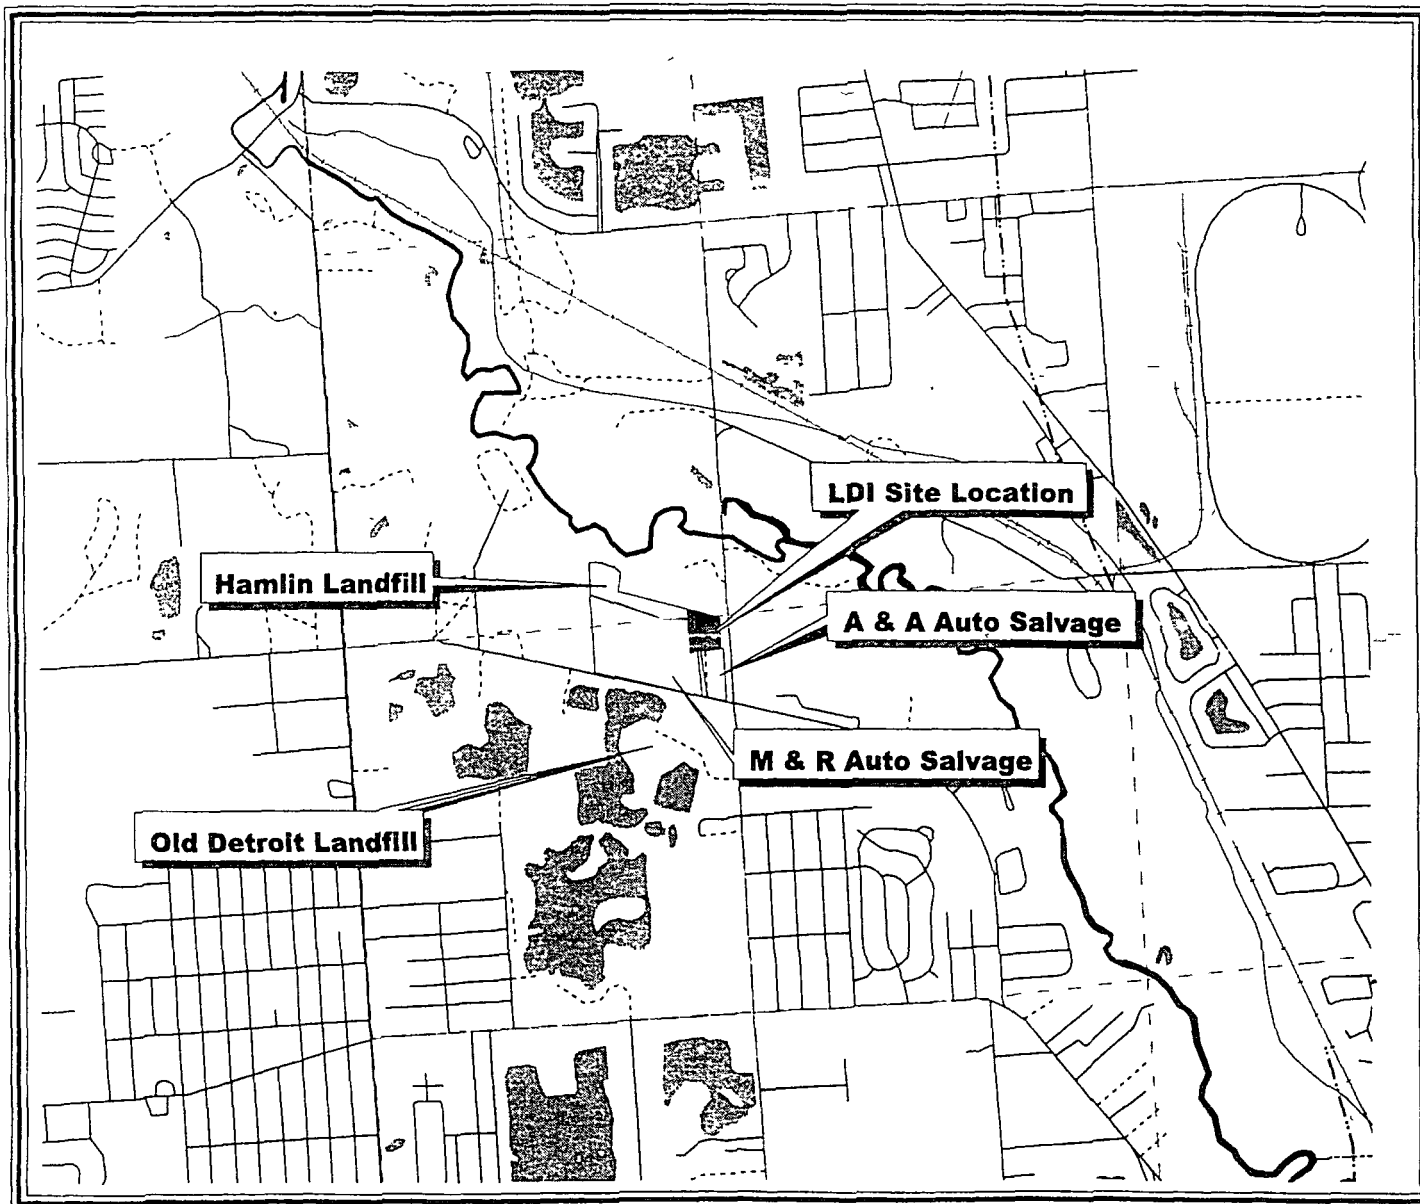 LDI Site Location
Hamlin Landfill
A & A Auto Salvage
M & R Auto Salvage
Old Detroit Landfill